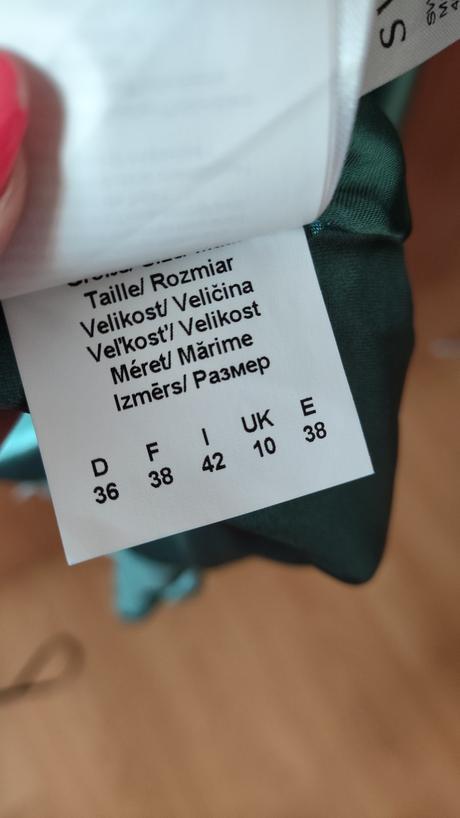 Taille/ Rozmiar
Velikost/ Veličina
Veľkosť/ Velikost
Méret/ Mărime
Izmērs/ Размер
D F I UK E
36 38 42 10 38